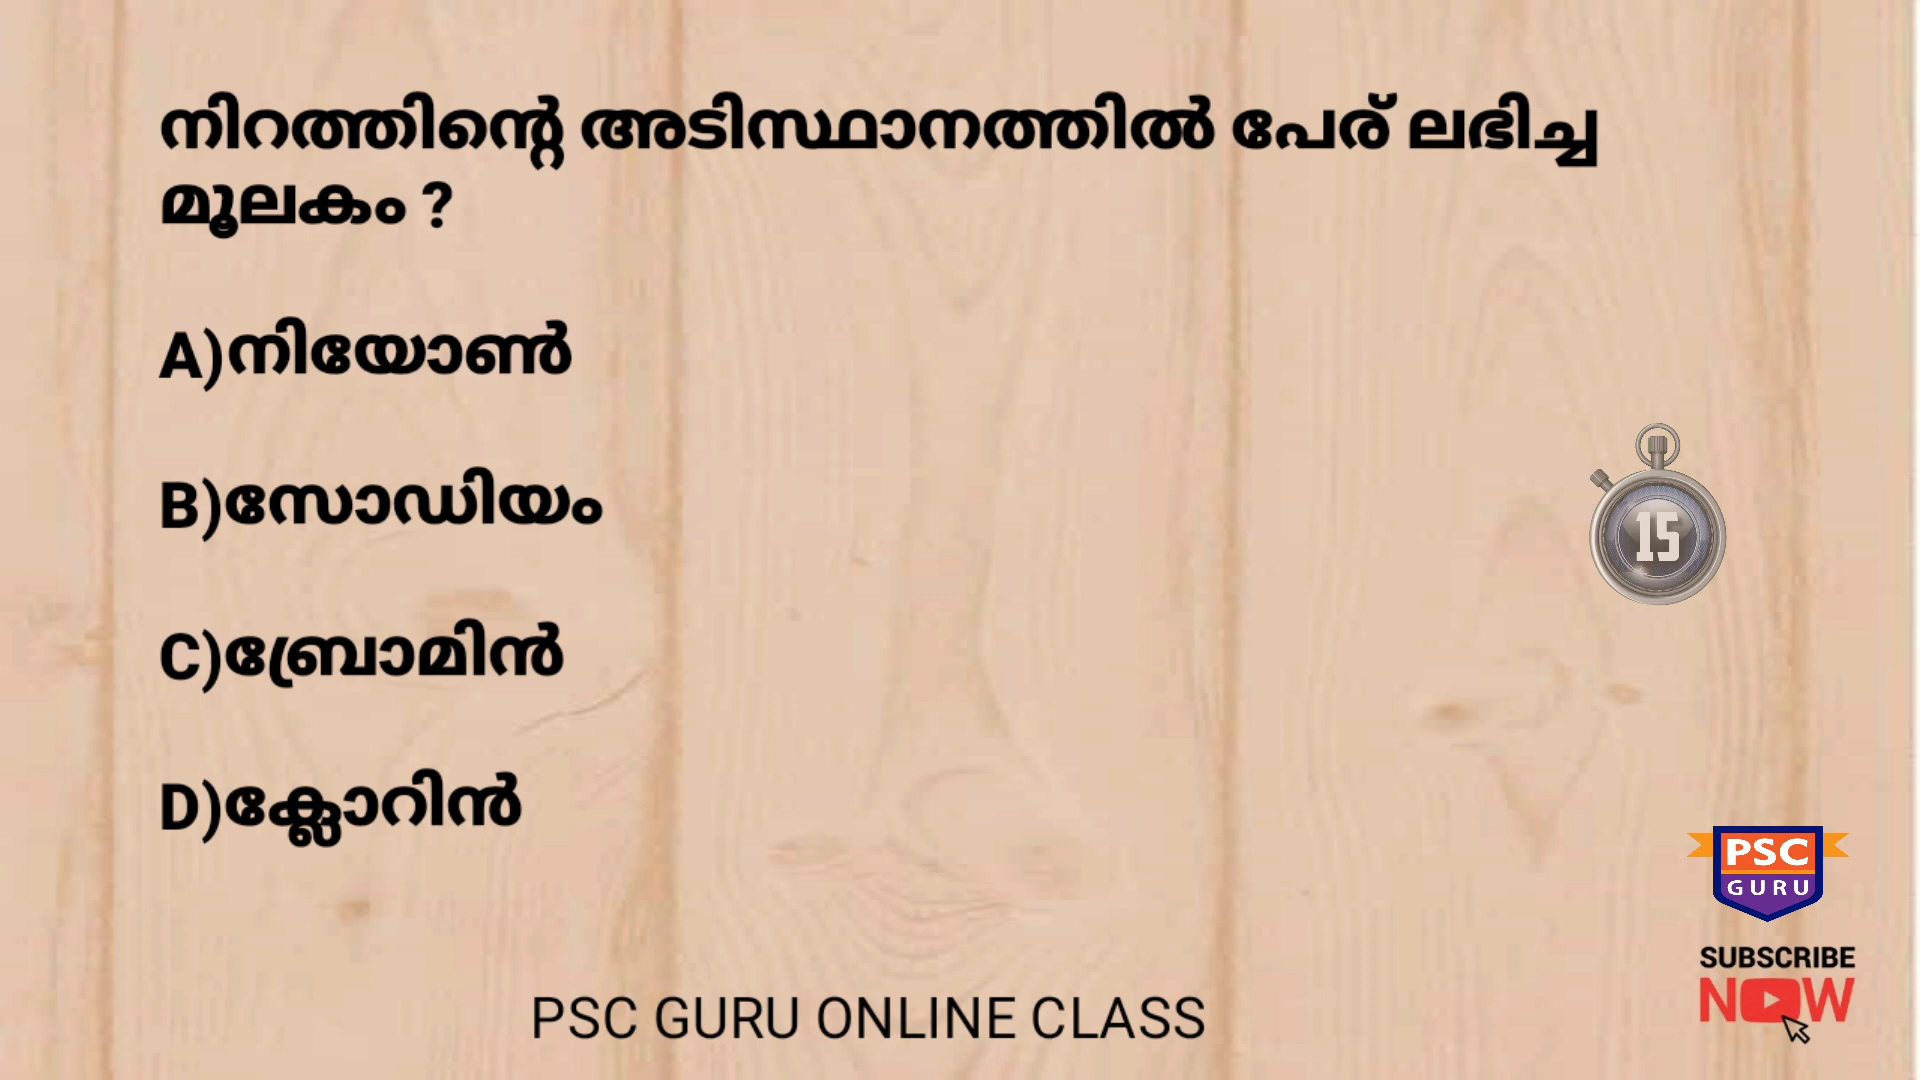 നിറത്തിന്റെ അടിസ്ഥാനത്തിൽ പേര് ലഭിച്ച
മൂലകം ?
A)നിയോൺ
B)സോഡിയം
C)ബ്രോമിൻ
D)ക്ലോറിൻ
15
PSC
GURU
SUBSCRIBE
NOW
PSC GURU ONLINE CLASS